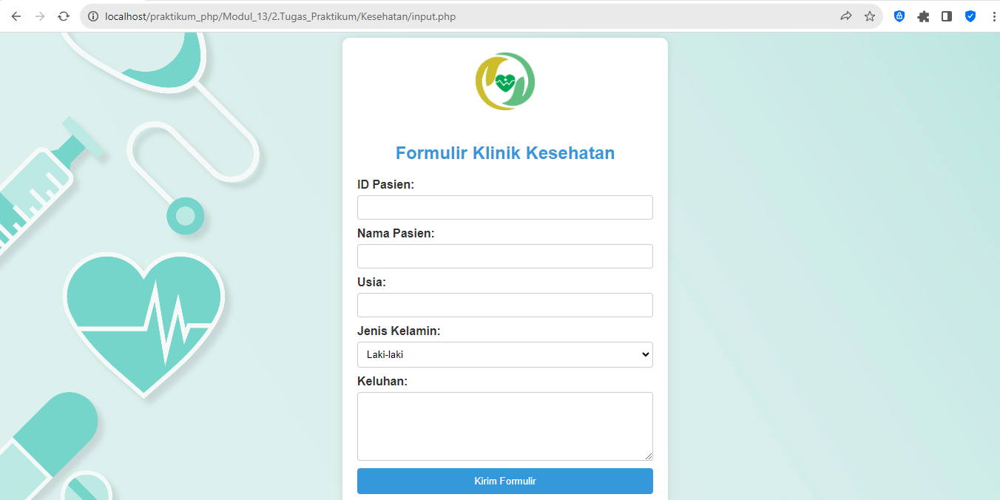 localhost/praktikum_php/Modul_13/2.Tugas_Praktikum/Kesehatan/input.php
Formulir Klinik Kesehatan
ID Pasien:
Nama Pasien:
Usia:
Jenis Kelamin:
Laki-laki
Keluhan:
Kirim Formulir